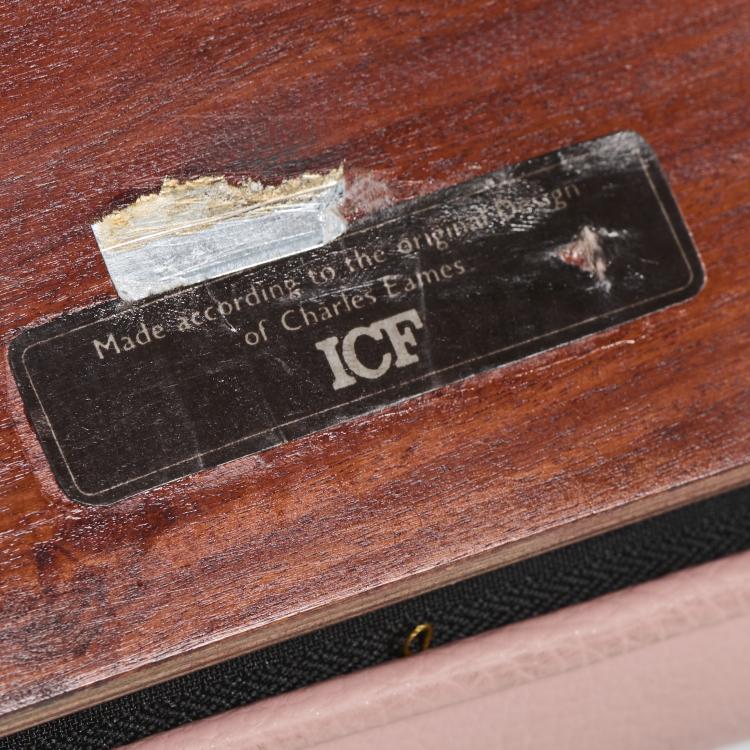 Made according to the original Design
of Charles Eames
ICF